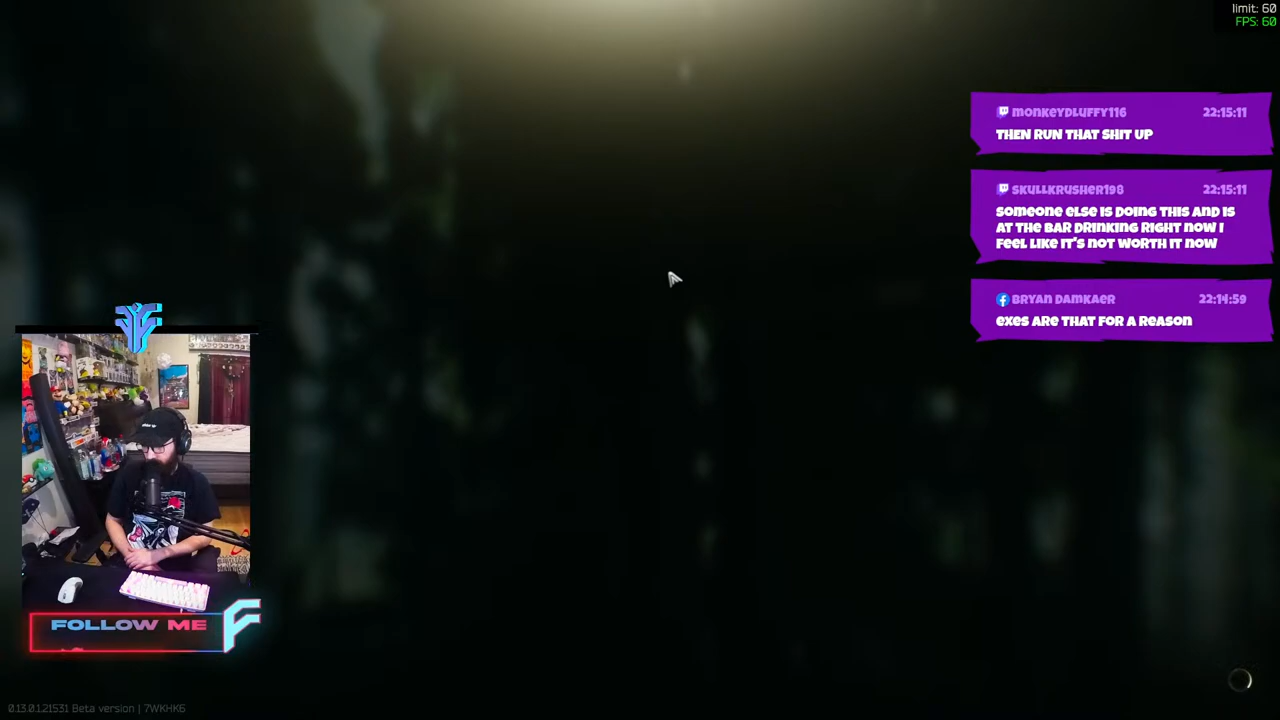 limit: 60
FPS: 60
MONKEYDLUFFY116 22:15:11
THEN RUN THAT SHIT UP
SKULLKRUSHER198 22:15:11
SOMEONE ELSE IS DOING THIS AND IS
AT THE BAR DRINKING RIGHT NOW I
FEEL LIKE IT'S NOT WORTH IT NOW
BRYAN DAMKAER 22:14:59
EXES ARE THAT FOR A REASON
FOLLOW ME
0.13.0.1.21531 Beta version | 7WKHK6